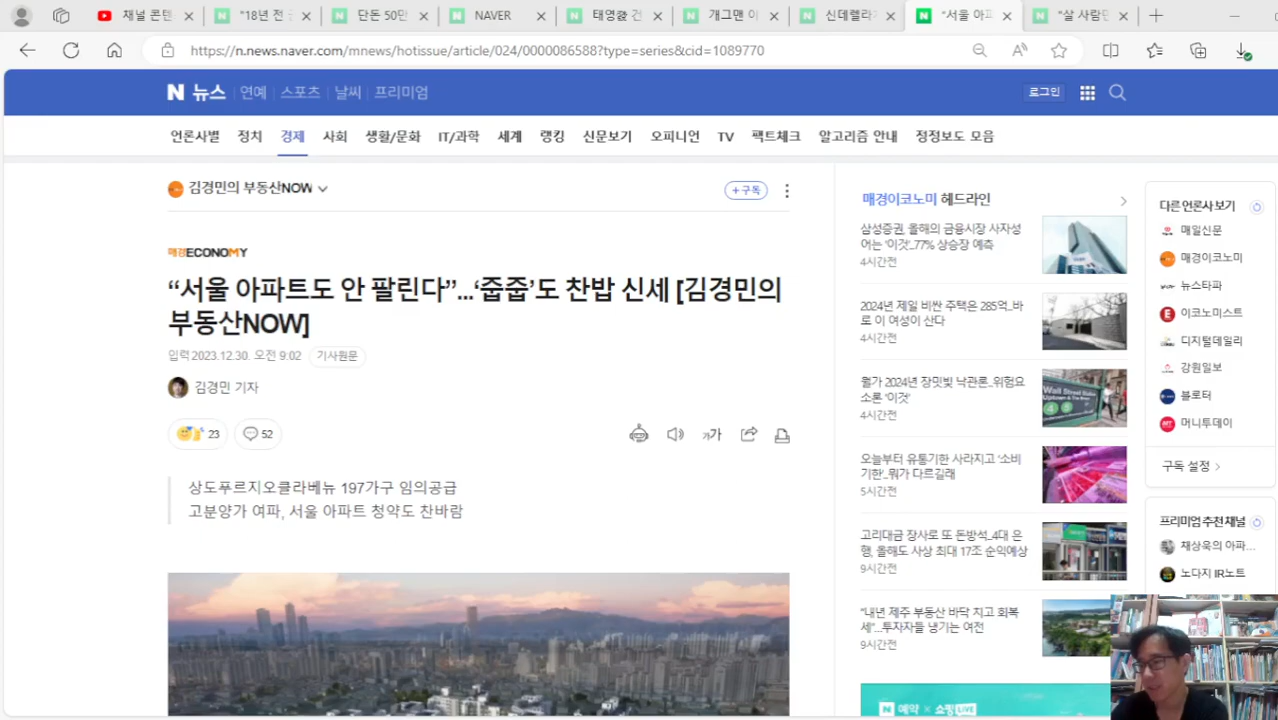 채널 콘텐
"18년 전
단돈 50만
NAVER
태영發 건
개그맨 이
신데렐라
"서울 아파
"살 사람
https://n.news.naver.com/mnews/hotissue/article/024/0000086588?type=series&cid=1089770
N 뉴스 연예 스포츠 날씨 프리미엄
로그인
언론사별 정치 경제 사회 생활/문화 IT/과학 세계 랭킹 신문보기 오피니언 TV 팩트체크 알고리즘 안내 정정보도 모음
김경민의 부동산NOW
+구독
매경ECONOMY
“서울 아파트도 안 팔린다”...‘줍줍’도 찬밥 신세 [김경민의
부동산NOW]
입력 2023.12.30. 오전 9:02 기사원문
김경민 기자
23
52
가가
상도푸르지오클라베뉴 197가구 임의공급
고분양가 여파, 서울 아파트 청약도 찬바람
매경이코노미 헤드라인
삼성증권, 올해의 금융시장 사자성
어는 ‘이것’...77% 상승장 예측
4시간전
2024년 제일 비싼 주택은 285억...바
로 이 여성이 산다
4시간전
월가 2024년 장밋빛 낙관론...위험요
소론 ‘이것’
4시간전
오늘부터 유통기한 사라지고 ‘소비
기한’...뭐가 다르길래
5시간전
고리대금 장사로 또 돈방석...4대 은
행, 올해도 사상 최대 17조 순익예상
9시간전
“내년 제주 부동산 바닥 치고 회복
세”...투자자들 냉기는 여전
9시간전
N 예약 × 쇼핑LIVE
다른 언론사 보기
매일신문
매경이코노미
뉴스타파
이코노미스트
디지털데일리
강원일보
블로터
머니투데이
구독 설정
프리미엄 추천 채널
채상욱의 아파...
노다지 IR노트